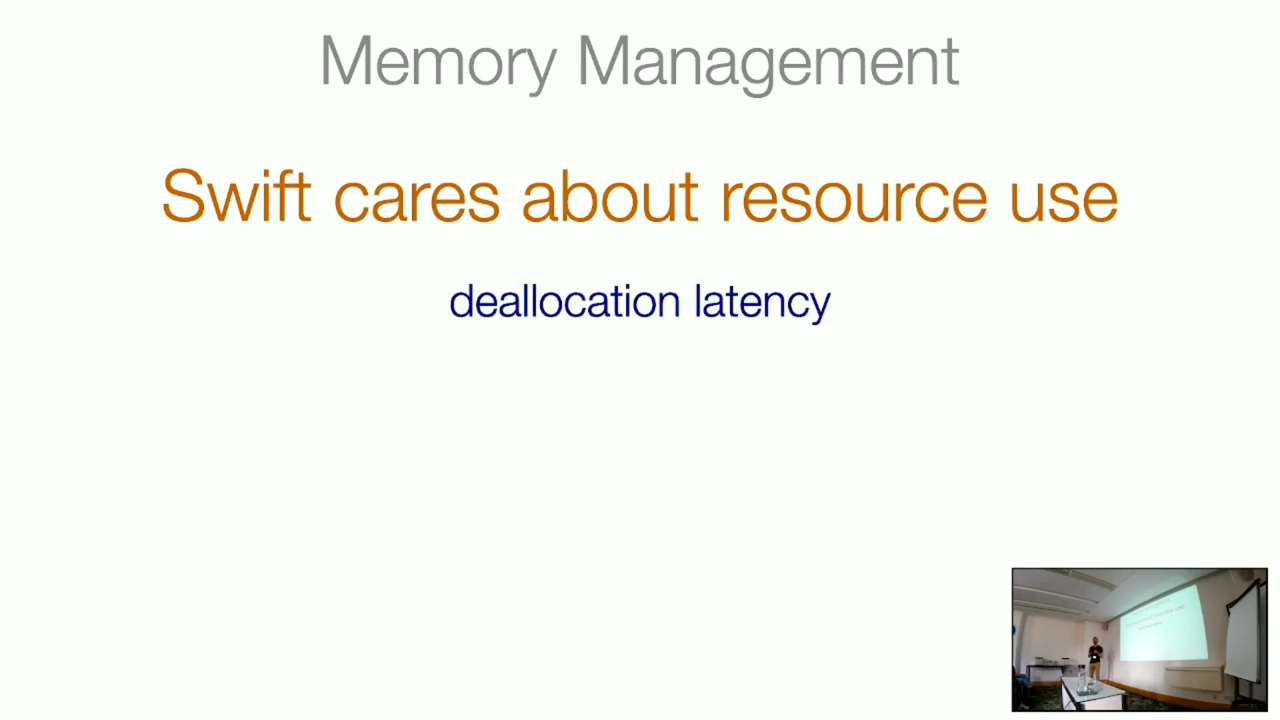 Memory Management
Swift cares about resource use
deallocation latency